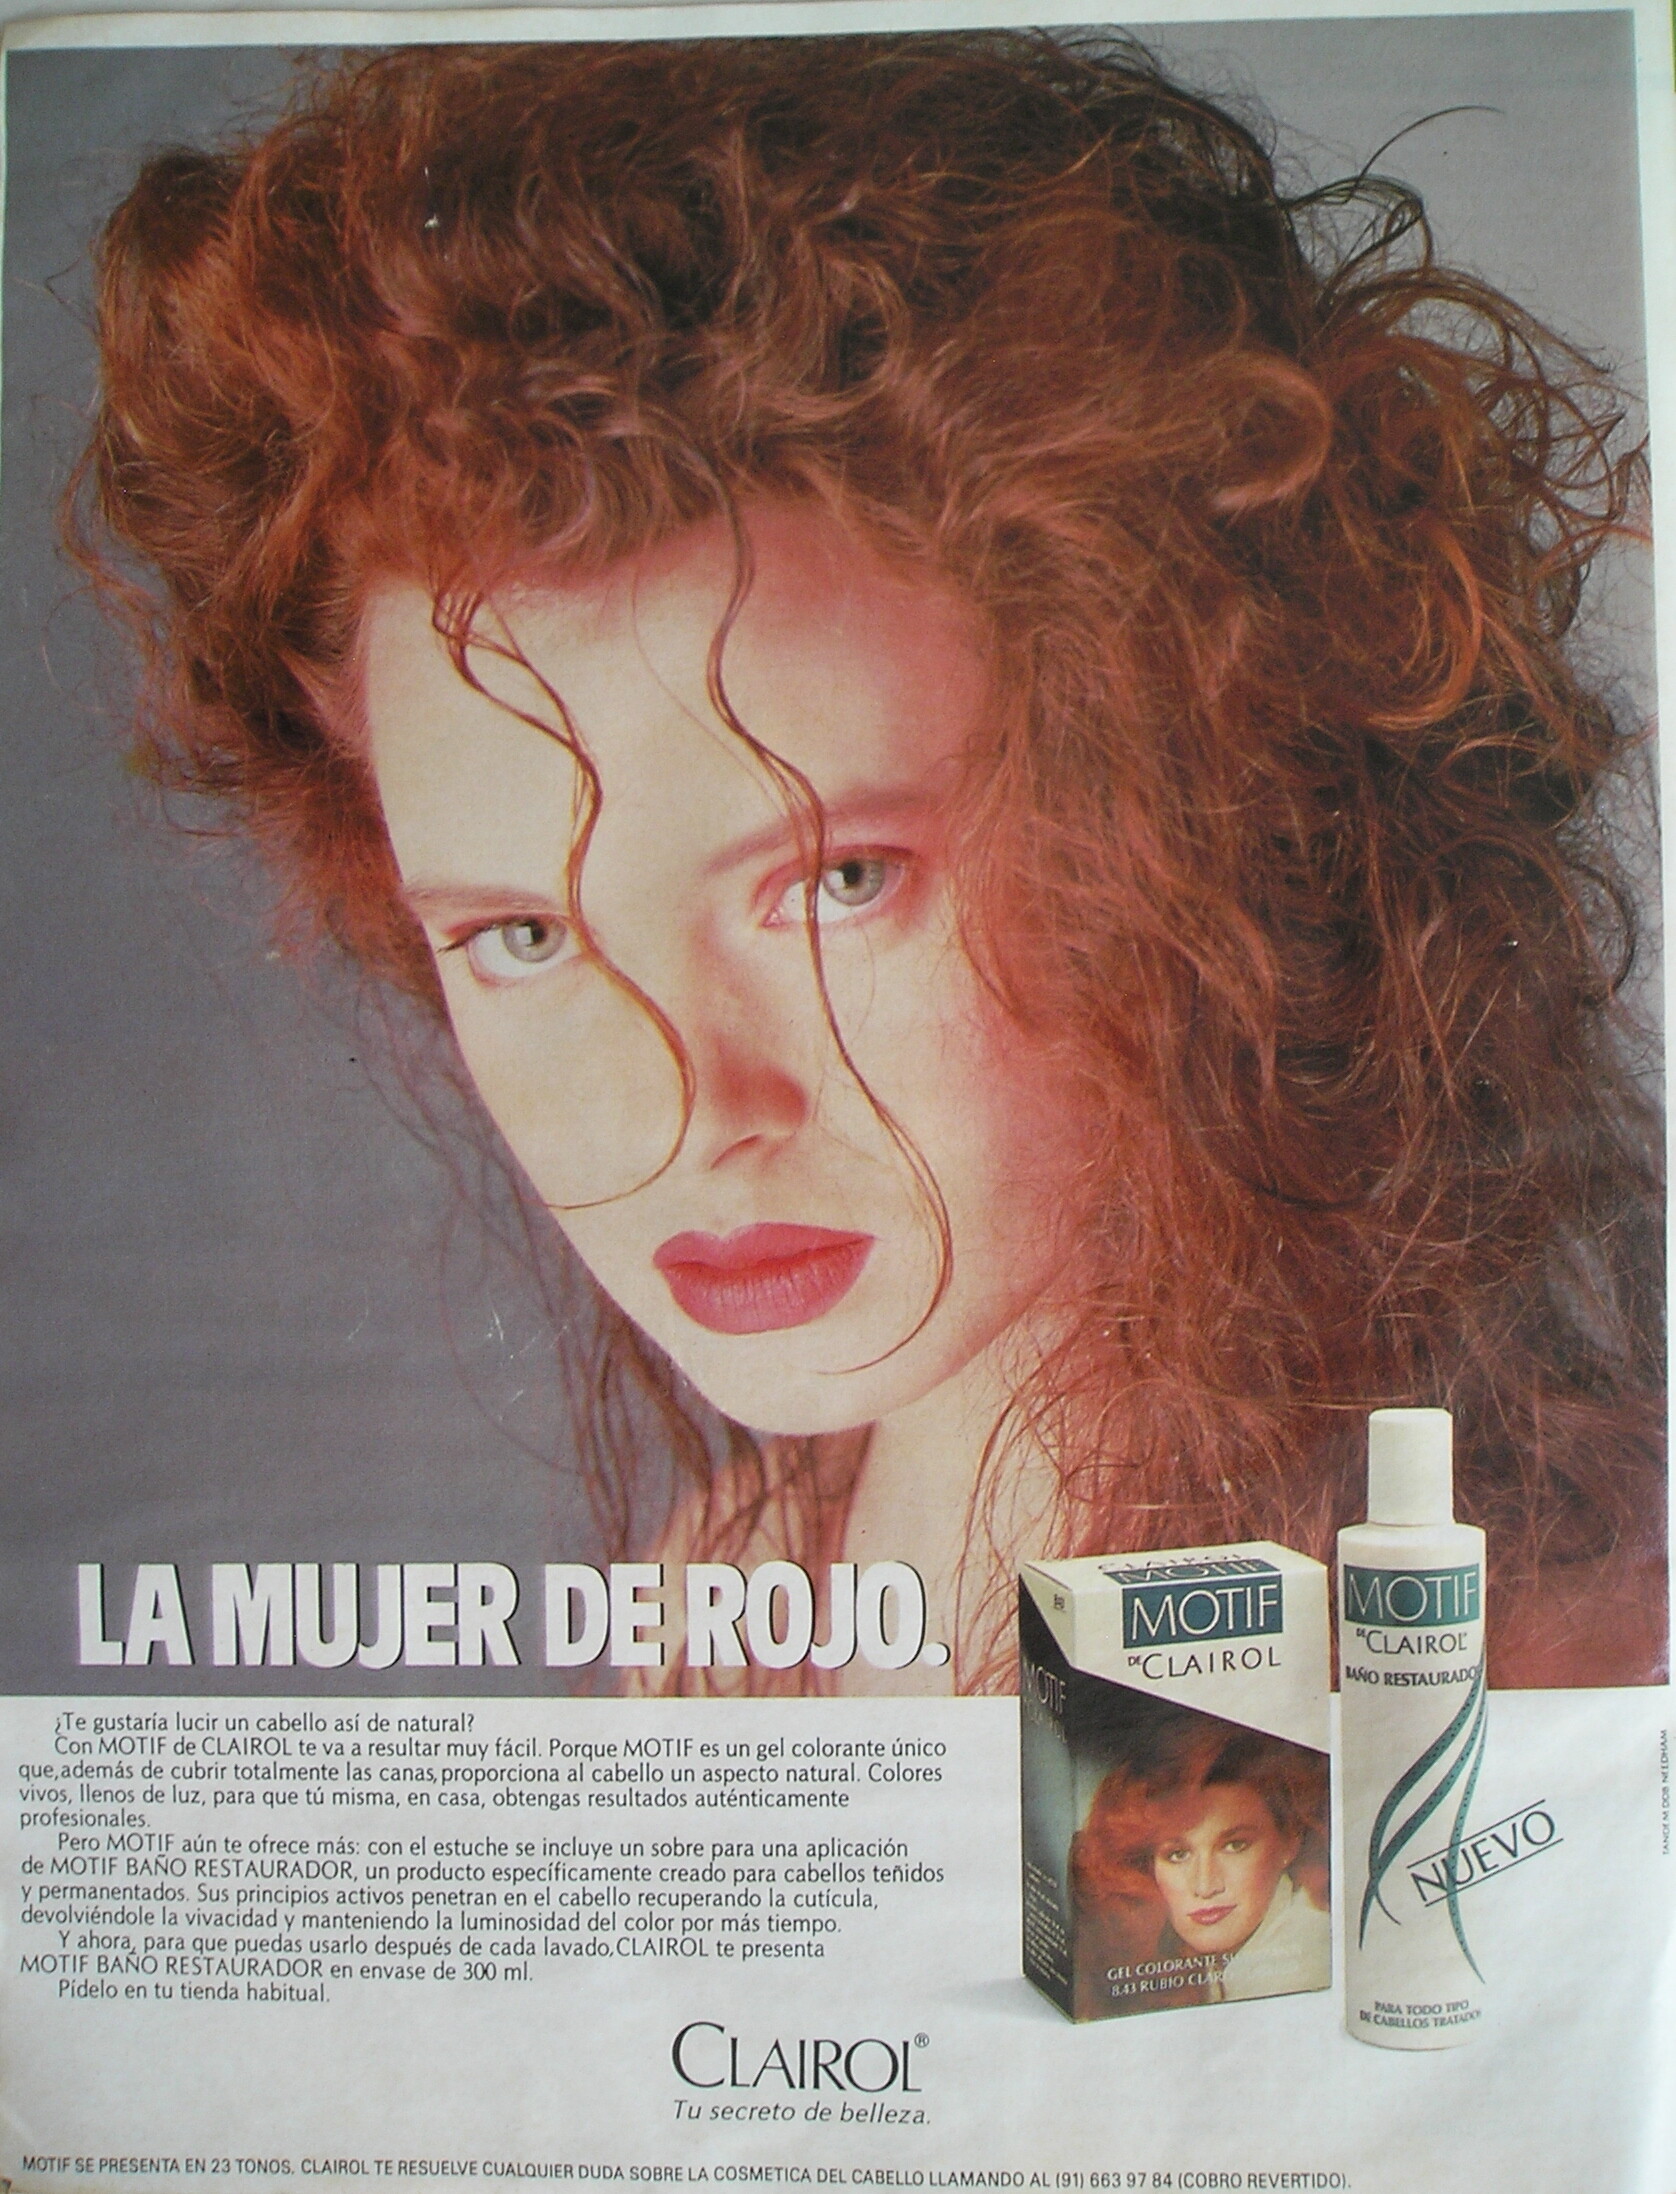 LA MUJER DE ROJO.
¿Te gustaría lucir un cabello así de natural?
Con MOTIF de CLAIROL te va a resultar muy fácil. Porque MOTIF es un gel colorante único
que, además de cubrir totalmente las canas, proporciona al cabello un aspecto natural. Colores
vivos, llenos de luz, para que tú misma, en casa, obtengas resultados auténticamente
profesionales.
Pero MOTIF aún te ofrece más: con el estuche se incluye un sobre para una aplicación
de MOTIF BAÑO RESTAURADOR, un producto específicamente creado para cabellos teñidos
y permanentados. Sus principios activos penetran en el cabello recuperando la cutícula,
devolviéndole la vivacidad y manteniendo la luminosidad del color por más tiempo.
Y ahora, para que puedas usarlo después de cada lavado, CLAIROL te presenta
MOTIF BAÑO RESTAURADOR en envase de 300 ml.
Pídelo en tu tienda habitual.
CLAIROL
MOTIF
MOTIF
DE CLAIROL
MOTIF
GEL COLORANTE
8.43 RUBIO
MOTIF
DE CLAIROL®
BAÑO RESTAURADO
NUEVO
PARA TODO TIPO
DE CABELLOS TRATADOS
TANDEM DDB NEEDHAM
CLAIROL®
Tu secreto de belleza.
MOTIF SE PRESENTA EN 23 TONOS. CLAIROL TE RESUELVE CUALQUIER DUDA SOBRE LA COSMETICA DEL CABELLO LLAMANDO AL (91) 663 97 84 (COBRO REVERTIDO).